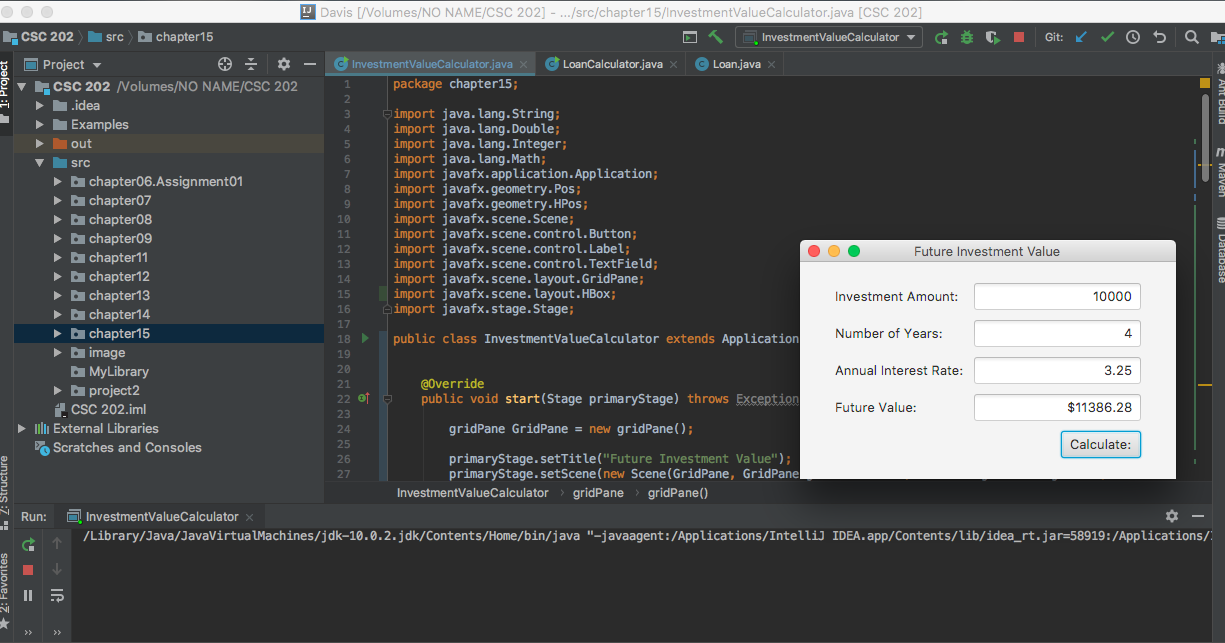 Davis [/Volumes/NO NAME/CSC 202] - .../src/chapter15/InvestmentValueCalculator.java [CSC 202]
CSC 202 src chapter15
InvestmentValueCalculator Git:
1: Project
Project
InvestmentValueCalculator.java LoanCalculator.java Loan.java
CSC 202 /Volumes/NO NAME/CSC 202
.idea
Examples
out
src
chapter06.Assignment01
chapter07
chapter08
chapter09
chapter11
chapter12
chapter13
chapter14
chapter15
image
MyLibrary
project2
CSC 202.iml
External Libraries
Scratches and Consoles
1 package chapter15;
2
3 import java.lang.String;
4 import java.lang.Double;
5 import java.lang.Integer;
6 import java.lang.Math;
7 import javafx.application.Application;
8 import javafx.geometry.Pos;
9 import javafx.geometry.HPos;
10 import javafx.scene.Scene;
11 import javafx.scene.control.Button;
12 import javafx.scene.control.Label;
13 import javafx.scene.control.TextField;
14 import javafx.scene.layout.GridPane;
15 import javafx.scene.layout.HBox;
16 import javafx.stage.Stage;
17
18 public class InvestmentValueCalculator extends Application
19
20
21 @Override
22 public void start(Stage primaryStage) throws Exception
23
24 gridPane GridPane = new gridPane();
25
26 primaryStage.setTitle("Future Investment Value");
27 primaryStage.setScene(new Scene(GridPane, GridPane
InvestmentValueCalculator gridPane gridPane()
Future Investment Value
Investment Amount: 10000
Number of Years: 4
Annual Interest Rate: 3.25
Future Value: $11386.28
Calculate:
Ant Build
Maven
Database
7: Structure
2: Favorites
Run: InvestmentValueCalculator
/Library/Java/JavaVirtualMachines/jdk-10.0.2.jdk/Contents/Home/bin/java "-javaagent:/Applications/IntelliJ IDEA.app/Contents/lib/idea_rt.jar=58919:/Applications/